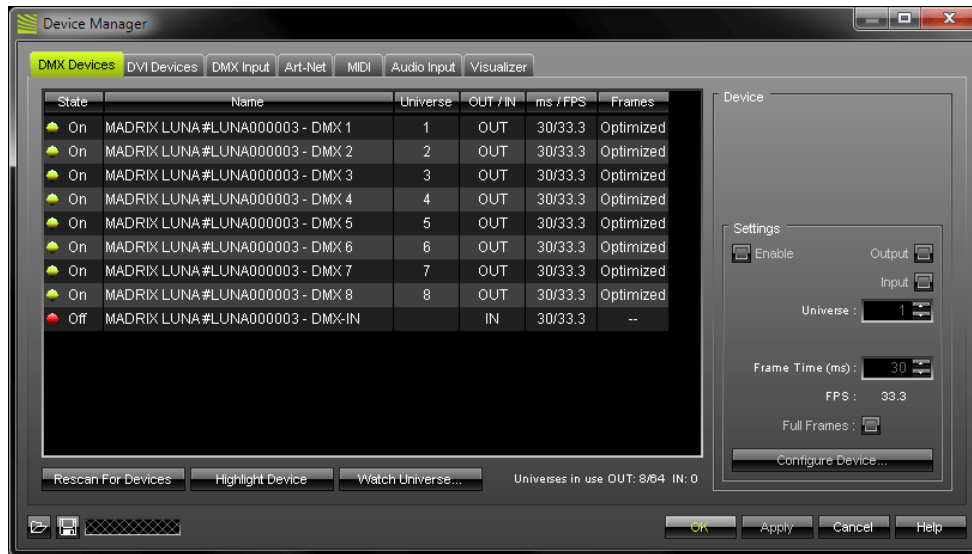 Device Manager
DMX Devices DVI Devices DMX Input Art-Net MIDI Audio Input Visualizer
State Name Universe OUT / IN ms / FPS Frames
On MADRIX LUNA #LUNA000003 - DMX 1 1 OUT 30/33.3 Optimized
On MADRIX LUNA #LUNA000003 - DMX 2 2 OUT 30/33.3 Optimized
On MADRIX LUNA #LUNA000003 - DMX 3 3 OUT 30/33.3 Optimized
On MADRIX LUNA #LUNA000003 - DMX 4 4 OUT 30/33.3 Optimized
On MADRIX LUNA #LUNA000003 - DMX 5 5 OUT 30/33.3 Optimized
On MADRIX LUNA #LUNA000003 - DMX 6 6 OUT 30/33.3 Optimized
On MADRIX LUNA #LUNA000003 - DMX 7 7 OUT 30/33.3 Optimized
On MADRIX LUNA #LUNA000003 - DMX 8 8 OUT 30/33.3 Optimized
Off MADRIX LUNA #LUNA000003 - DMX-IN IN 30/33.3 --
Device
Settings
Enable Output
Input
Universe : 1
Frame Time (ms) : 30
FPS : 33.3
Full Frames :
Configure Device...
Rescan For Devices Highlight Device Watch Universe... Universes in use OUT: 8/64 IN: 0
OK Apply Cancel Help